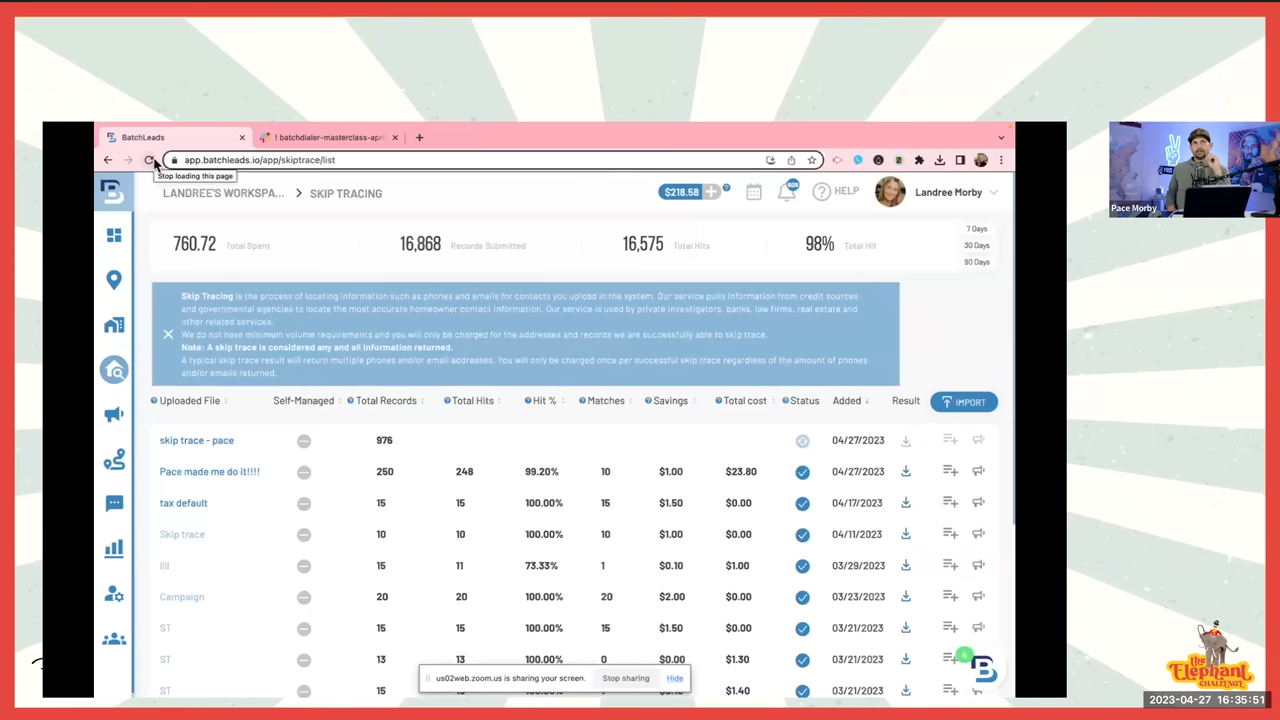 BatchLeads
! batchdialer-masterclass-apri
app.batchleads.io/app/skiptrace/list
Stop loading this page
LANDREE'S WORKSPA... > SKIP TRACING
$218.58
HELP
Landree Morby
760.72 Total Spent
16,868 Records Submitted
16,575 Total Hits
98% Total Hit
7 Days
30 Days
90 Days
Skip Tracing is the process of locating information such as phones and emails for contacts you upload in the system. Our service pulls information from credit sources
and governmental agencies to locate the most accurate homeowner contact information. Our service is used by private investigators, banks, law firms, real estate and
other related services.
We do not have minimum volume requirements and you will only be charged for the addresses and records we are successfully able to skip trace.
Note: A skip trace is considered any and all information returned.
A typical skip trace result will return multiple phones and/or email addresses. You will only be charged once per successful skip trace regardless of the amount of phones
and/or emails returned.
Uploaded File Self-Managed Total Records Total Hits Hit % Matches Savings Total cost Status Added Result IMPORT
skip trace - pace 976 04/27/2023
Pace made me do it!!!! 250 248 99.20% 10 $1.00 $23.80 04/27/2023
tax default 15 15 100.00% 15 $1.50 $0.00 04/17/2023
Skip trace 10 10 100.00% 10 $1.00 $0.00 04/11/2023
15 11 73.33% 1 $0.10 $1.00 03/29/2023
Campaign 20 20 100.00% 20 $2.00 $0.00 03/23/2023
ST 15 15 100.00% 15 $1.50 $0.00 03/21/2023
ST 13 13 100.00% 0 $0.00 $1.30 03/21/2023
ST 15 15 100.00% $1.40 03/21/2023
us02web.zoom.us is sharing your screen. Stop sharing Hide
4
Pace Morby
the Elephant
CHALLENGE
2023-04-27 16:35:51